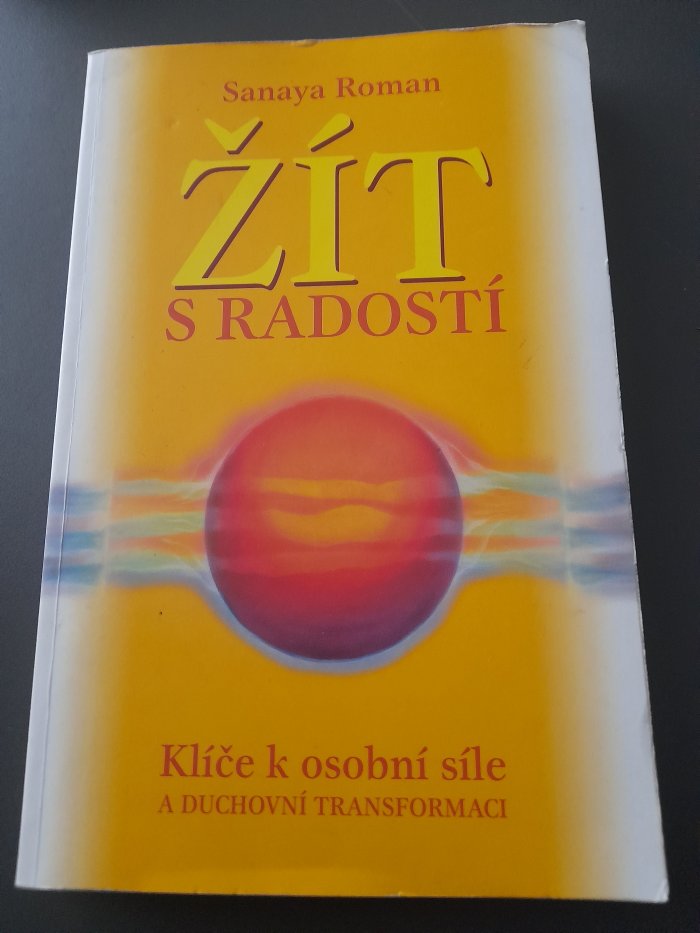 Sanaya Roman
ŽÍT
S RADOSTÍ
Klíče k osobní síle
A DUCHOVNÍ TRANSFORMACI